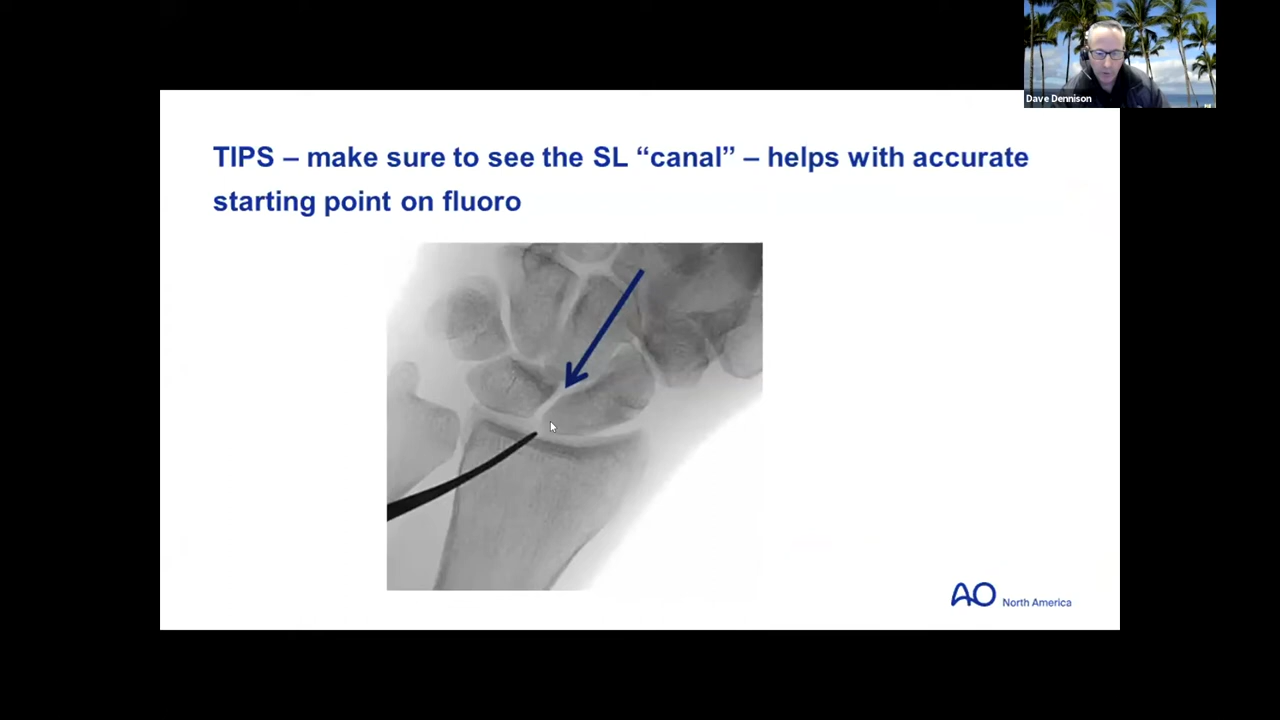 Dave Dennison
TIPS – make sure to see the SL “canal” – helps with accurate
starting point on fluoro
AO
North America